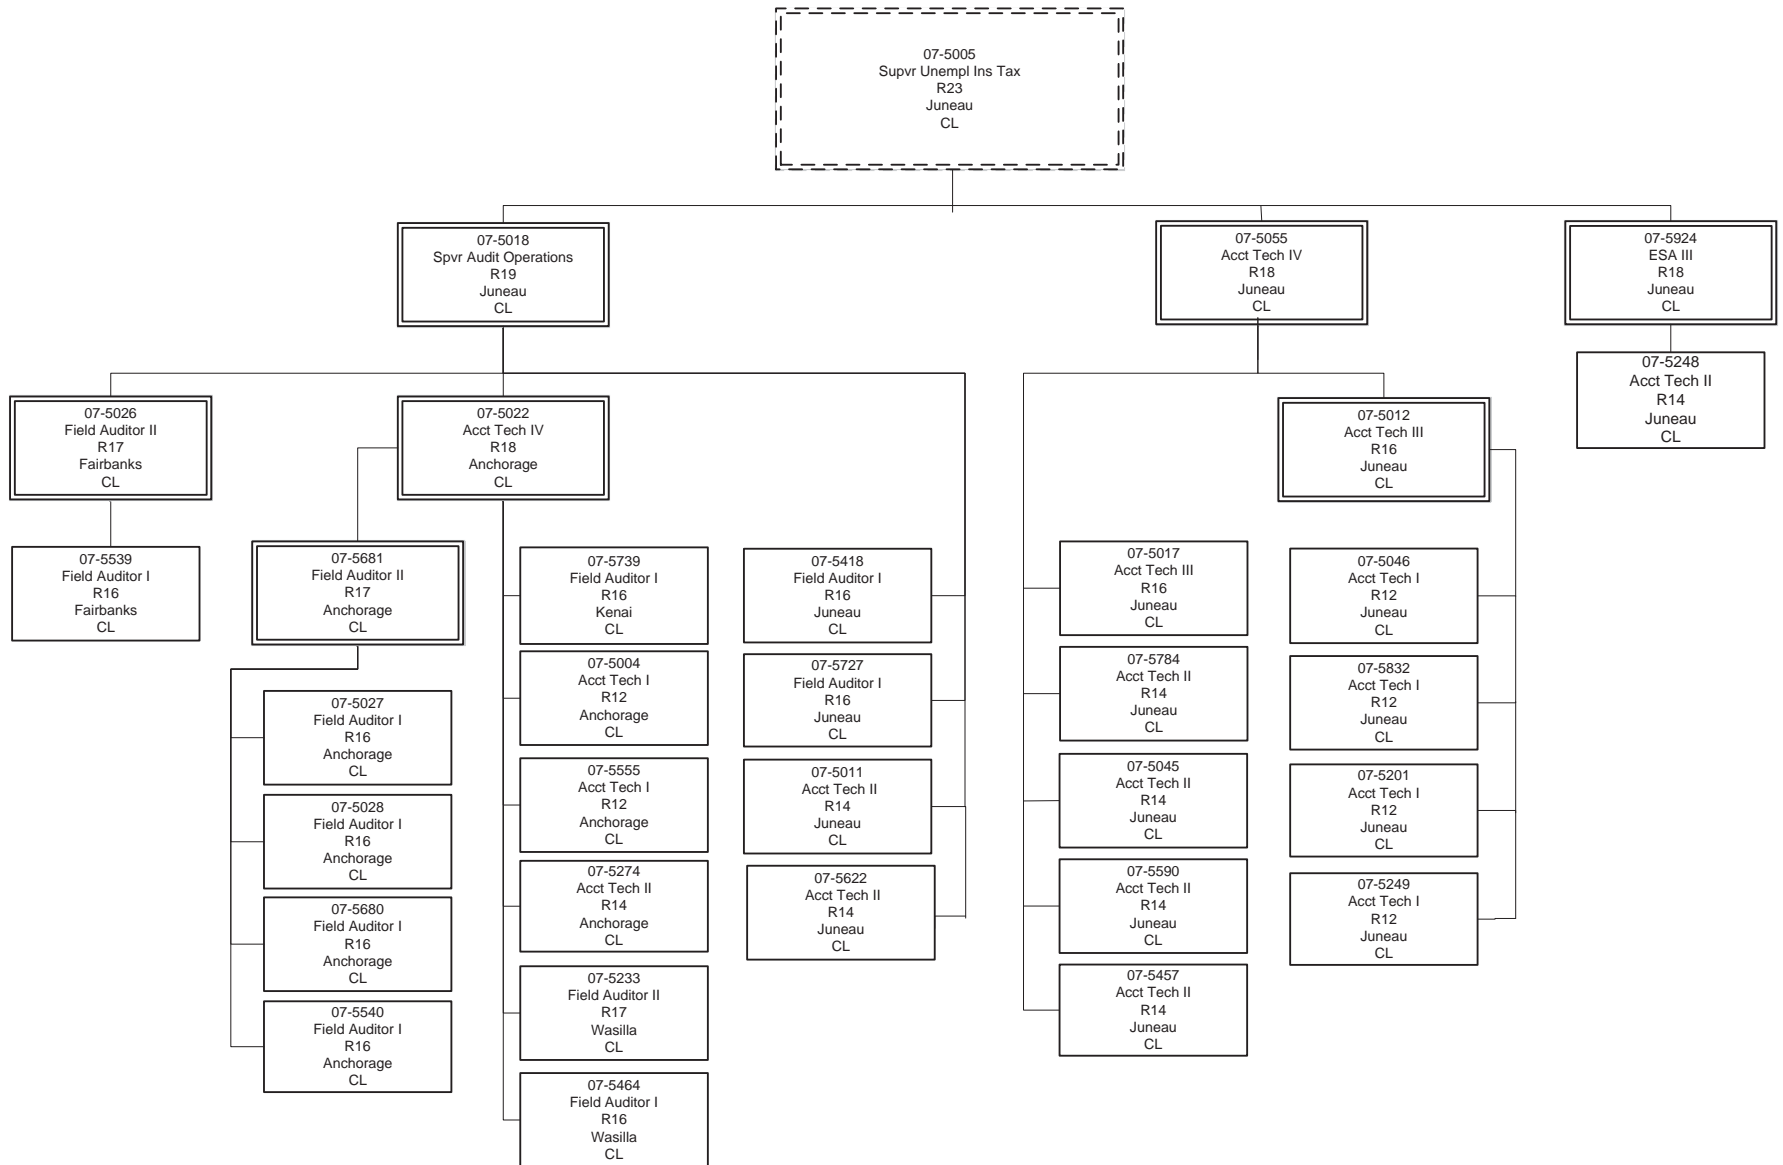 07-5005
Supvr Unempl Ins Tax
R23
Juneau
CL
07-5018
Spvr Audit Operations
R19
Juneau
CL
07-5055
Acct Tech IV
R18
Juneau
CL
07-5924
ESA III
R18
Juneau
CL
07-5248
Acct Tech II
R14
Juneau
CL
07-5026
Field Auditor II
R17
Fairbanks
CL
07-5022
Acct Tech IV
R18
Anchorage
CL
07-5012
Acct Tech III
R16
Juneau
CL
07-5539
Field Auditor I
R16
Fairbanks
CL
07-5681
Field Auditor II
R17
Anchorage
CL
07-5027
Field Auditor I
R16
Anchorage
CL
07-5028
Field Auditor I
R16
Anchorage
CL
07-5680
Field Auditor I
R16
Anchorage
CL
07-5540
Field Auditor I
R16
Anchorage
CL
07-5739
Field Auditor I
R16
Kenai
CL
07-5004
Acct Tech I
R12
Anchorage
CL
07-5555
Acct Tech I
R12
Anchorage
CL
07-5274
Acct Tech II
R14
Anchorage
CL
07-5233
Field Auditor II
R17
Wasilla
CL
07-5464
Field Auditor I
R16
Wasilla
CL
07-5418
Field Auditor I
R16
Juneau
CL
07-5727
Field Auditor I
R16
Juneau
CL
07-5011
Acct Tech II
R14
Juneau
CL
07-5622
Acct Tech II
R14
Juneau
CL
07-5017
Acct Tech III
R16
Juneau
CL
07-5784
Acct Tech II
R14
Juneau
CL
07-5045
Acct Tech II
R14
Juneau
CL
07-5590
Acct Tech II
R14
Juneau
CL
07-5457
Acct Tech II
R14
Juneau
CL
07-5046
Acct Tech I
R12
Juneau
CL
07-5832
Acct Tech I
R12
Juneau
CL
07-5201
Acct Tech I
R12
Juneau
CL
07-5249
Acct Tech I
R12
Juneau
CL